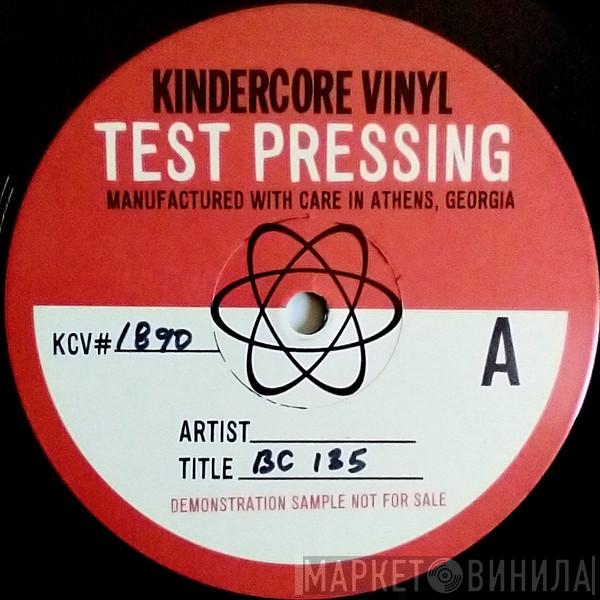 KINDERCORE VINYL
TEST PRESSING
MANUFACTURED WITH CARE IN ATHENS, GEORGIA
KCV# 1890
A
ARTIST
TITLE BC 135
DEMONSTRATION SAMPLE NOT FOR SALE
МАРКЕТ ВИНИЛА